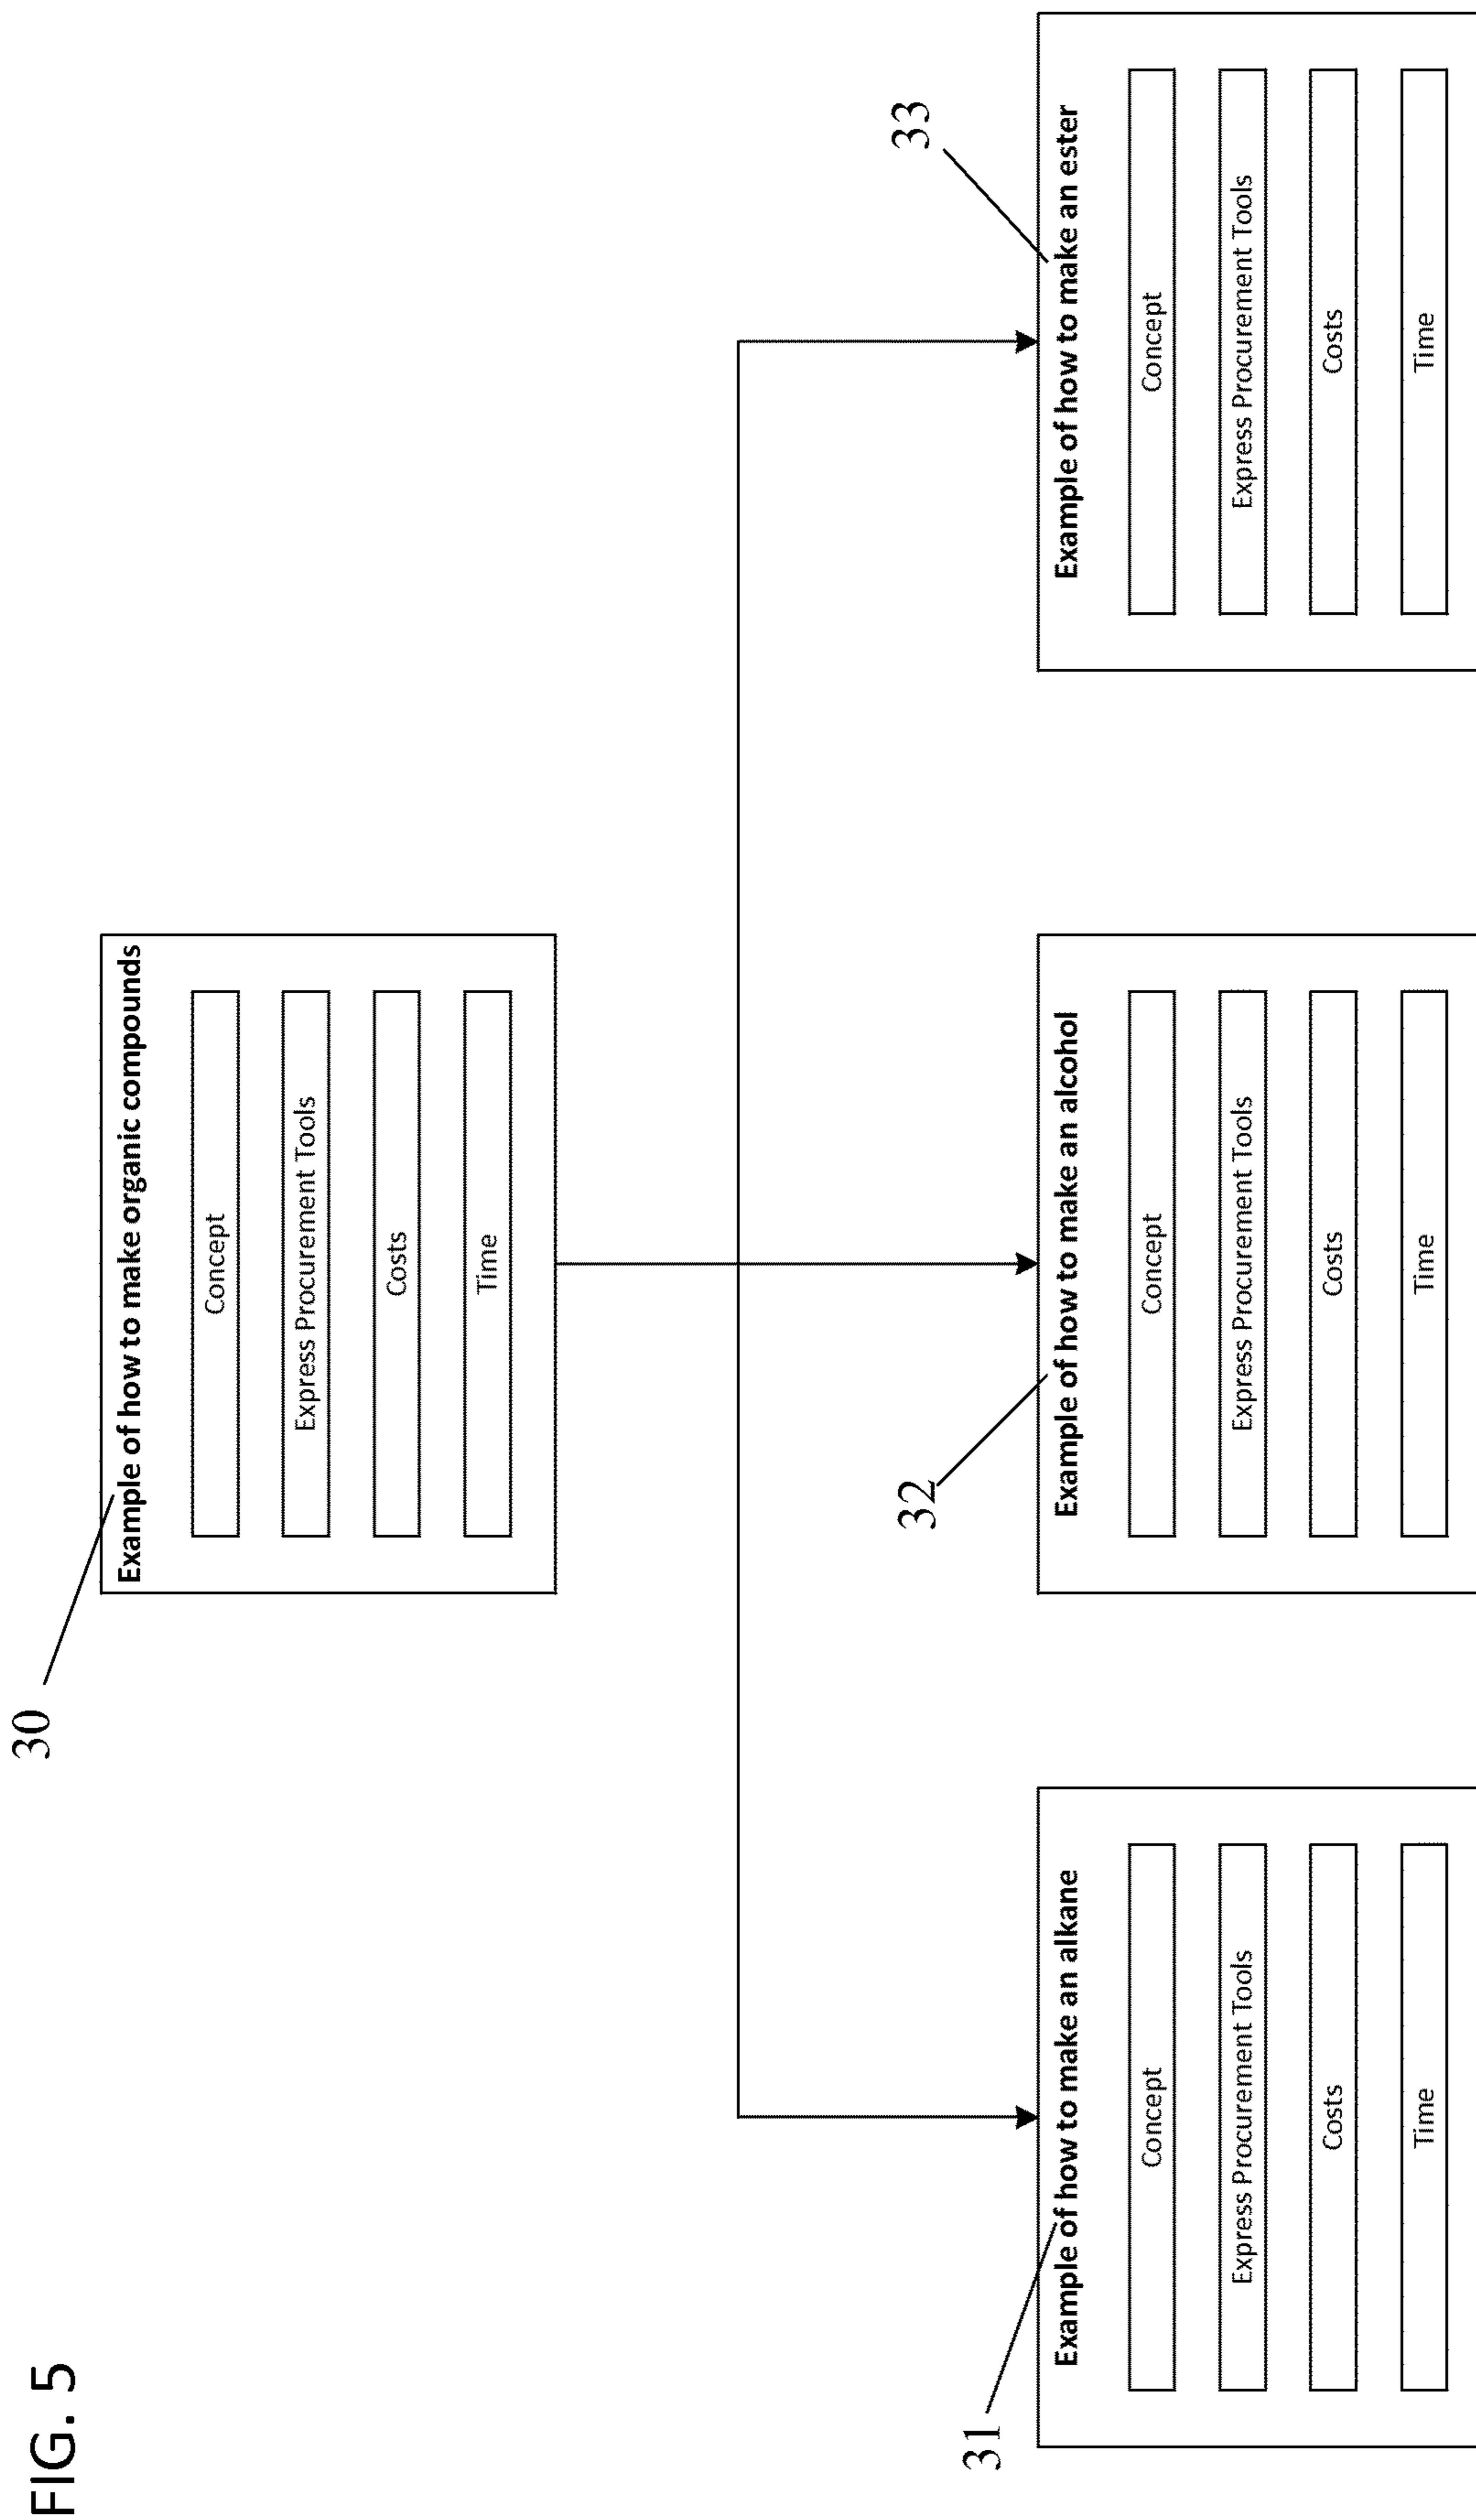 FIG. 5
30
Example of how to make organic compounds
Concept
Express Procurement Tools
Costs
Time
31
Example of how to make an alkane
Concept
Express Procurement Tools
Costs
Time
32
Example of how to make an alcohol
Concept
Express Procurement Tools
Costs
Time
33
Example of how to make an ester
Concept
Express Procurement Tools
Costs
Time